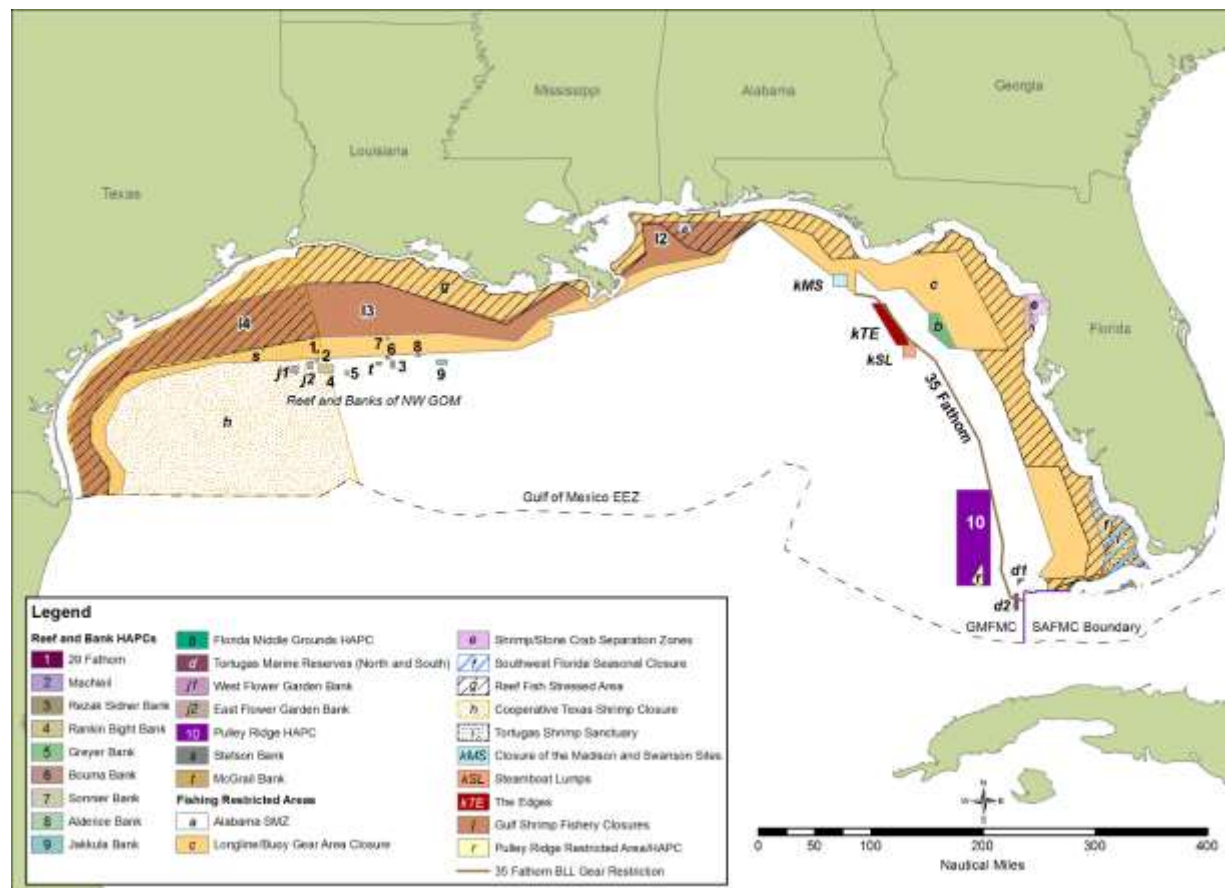 Mississippi
Alabama
Georgia
Louisiana
Texas
Florida
l2
a
g
l3
l4
c
e
kMS
b
kTE
kSL
35 Fathom
s
1
2
7
6
8
j1
j2
4
5
t
3
9
Reef and Banks of NW GOM
h
Gulf of Mexico EEZ
10
r
f
d1
d2
GMFMC
SAFMC Boundary
Legend
Reef and Bank HAPCs
1 29 Fathom
2 MacNeil
3 Rezak Sidner Bank
4 Rankin Bight Bank
5 Greyer Bank
6 Bouma Bank
7 Sonnier Bank
8 Alderice Bank
9 Jakkula Bank
b Florida Middle Grounds HAPC
d Tortugas Marine Reserves (North and South)
j1 West Flower Garden Bank
j2 East Flower Garden Bank
10 Pulley Ridge HAPC
s Stetson Bank
t McGrail Bank
Fishing Restricted Areas
a Alabama SMZ
c Longline/Buoy Gear Area Closure
e Shrimp/Stone Crab Separation Zones
f Southwest Florida Seasonal Closure
g Reef Fish Stressed Area
h Cooperative Texas Shrimp Closure
Tortugas Shrimp Sanctuary
kMS Closure of the Madison and Swanson Sites
kSL Steamboat Lumps
kTE The Edges
l Gulf Shrimp Fishery Closures
r Pulley Ridge Restricted Area/HAPC
35 Fathom BLL Gear Restriction
N
W E
S
0 50 100 200 300 400
Nautical Miles